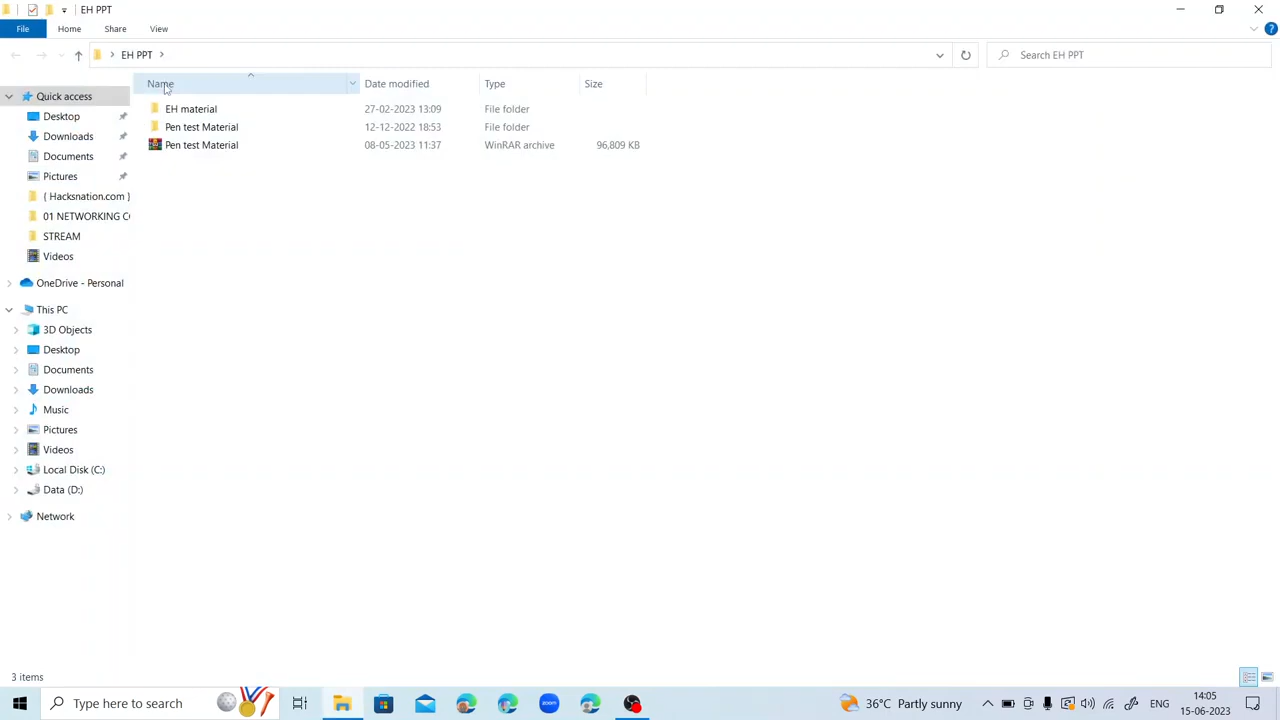 EH PPT
File Home Share View
EH PPT
Search EH PPT
Name Date modified Type Size
EH material 27-02-2023 13:09 File folder
Pen test Material 12-12-2022 18:53 File folder
Pen test Material 08-05-2023 11:37 WinRAR archive 96,809 KB
Quick access
Desktop
Downloads
Documents
Pictures
( Hacksnation.com )
01 NETWORKING C
STREAM
Videos
OneDrive - Personal
This PC
3D Objects
Desktop
Documents
Downloads
Music
Pictures
Videos
Local Disk (C:)
Data (D:)
Network
3 items
Type here to search
zoom
36°C Partly sunny
ENG
14:05
15-06-2023